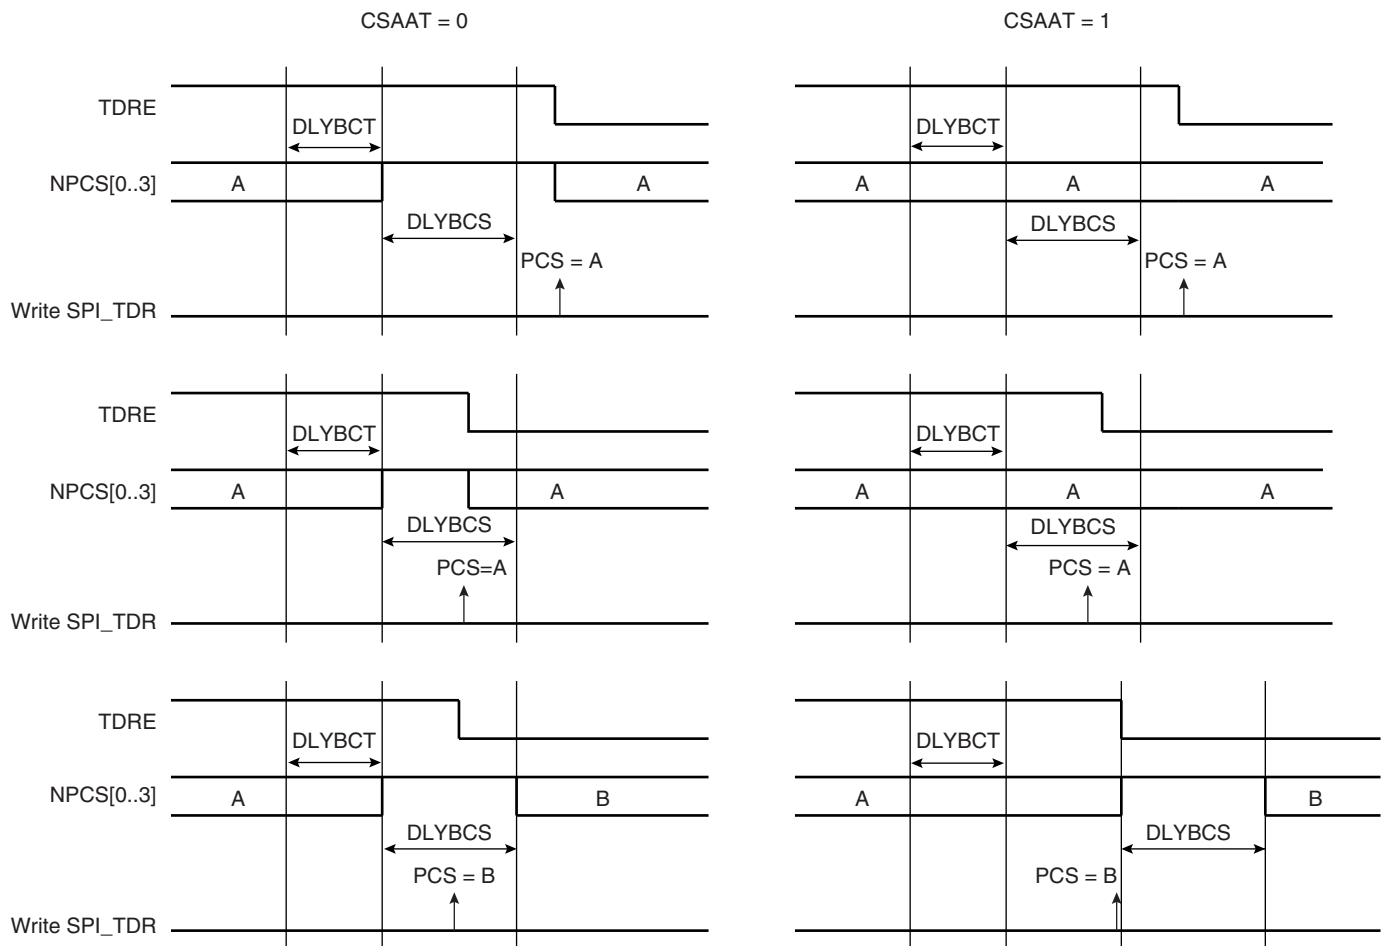 CSAAT = 0
CSAAT = 1
TDRE
DLYBCT
DLYBCT
NPCS[0..3]
A
A
A
A
A
DLYBCS
DLYBCS
PCS = A
PCS = A
Write SPI_TDR
TDRE
DLYBCT
DLYBCT
NPCS[0..3]
A
A
A
A
A
DLYBCS
DLYBCS
PCS=A
PCS = A
Write SPI_TDR
TDRE
DLYBCT
DLYBCT
NPCS[0..3]
A
B
A
B
DLYBCS
DLYBCS
PCS = B
PCS = B
Write SPI_TDR